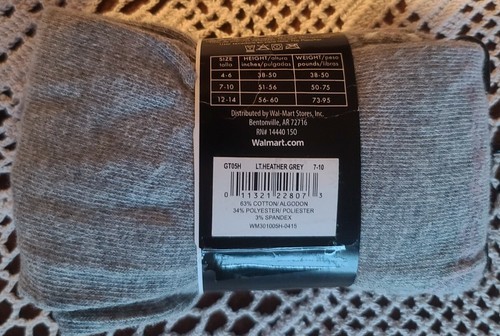 SIZE HEIGHT/altura WEIGHT/peso
talla inches/pulgadas pounds/libras
4-6 38-50 38-50
7-10 51-56 50-75
12-14 56-60 73-95
Distributed by Wal-Mart Stores, Inc.
Bentonville, AR 72716
RN# 14440 150
Walmart.com
GT05H LT.HEATHER GREY 7-10
0 11321 22807 3
63% COTTON/ ALGODON
34% POLYESTER/ POLIESTER
3% SPANDEX
WM301005H-0415